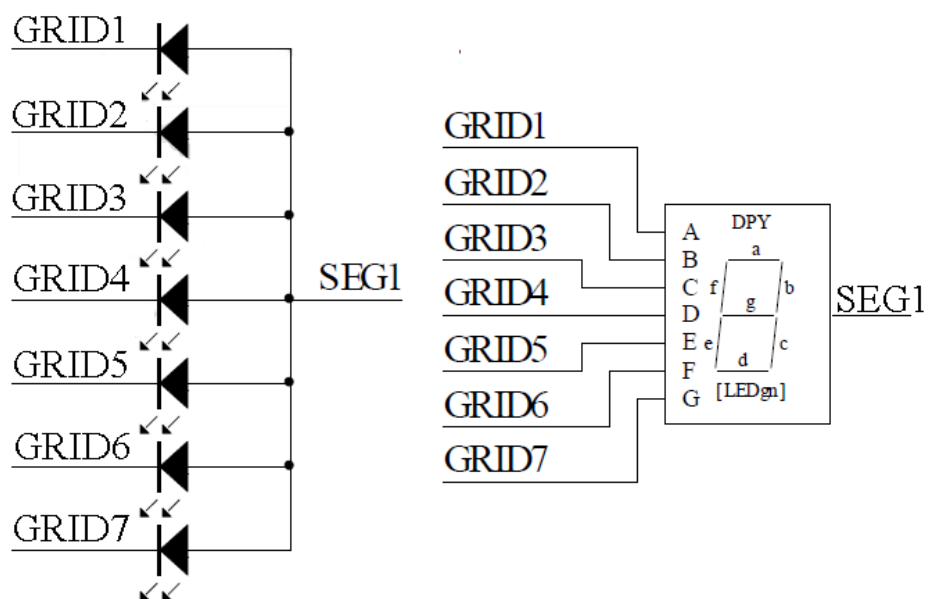 GRID1
GRID2
GRID3
GRID4
GRID5
GRID6
GRID7
SEG1
GRID1
GRID2
GRID3
GRID4
GRID5
GRID6
GRID7
DPY
A
B
C
D
E
F
G
a
f
b
g
e
c
d
[LEDgn]
SEG1